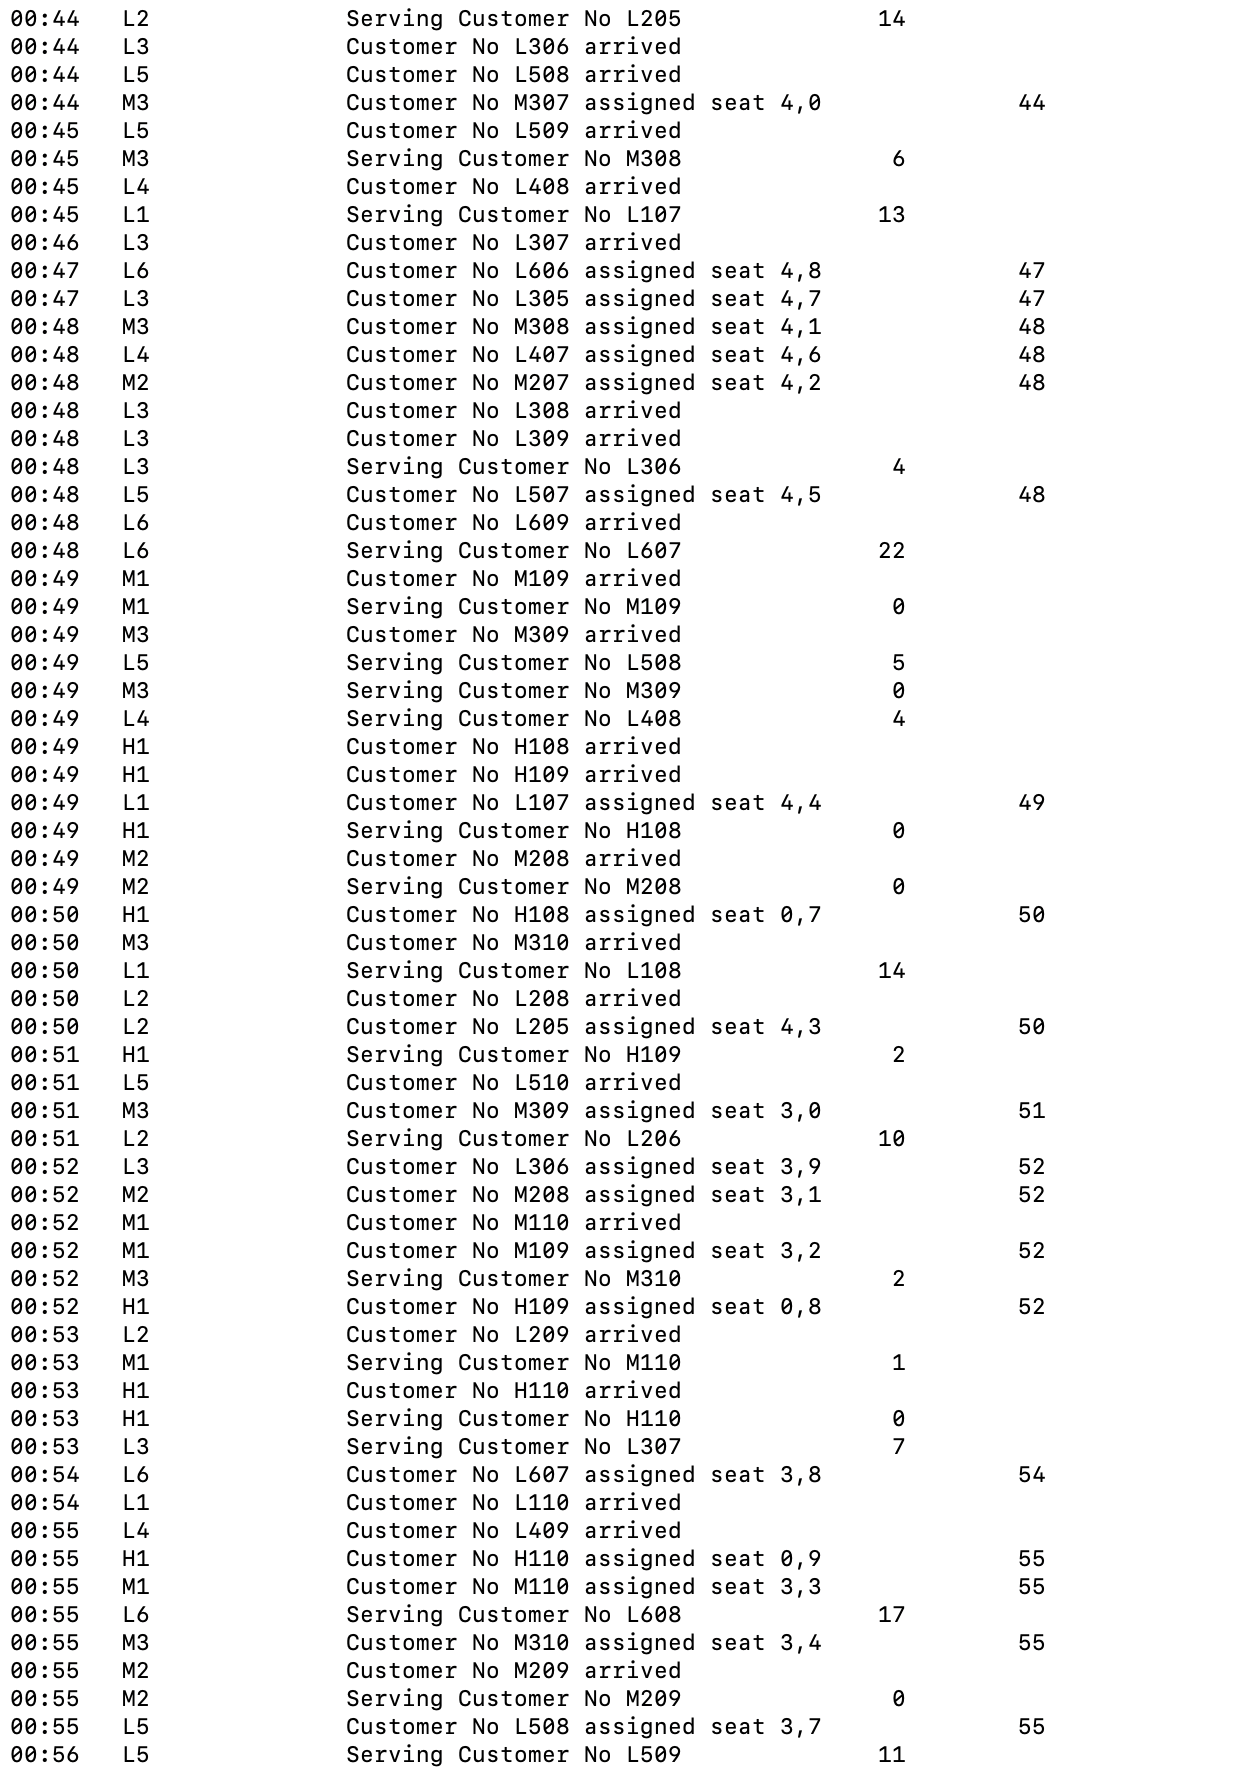 00:44 L2 Serving Customer No L205 14
00:44 L3 Customer No L306 arrived
00:44 L5 Customer No L508 arrived
00:44 M3 Customer No M307 assigned seat 4,0 44
00:45 L5 Customer No L509 arrived
00:45 M3 Serving Customer No M308 6
00:45 L4 Customer No L408 arrived
00:45 L1 Serving Customer No L107 13
00:46 L3 Customer No L307 arrived
00:47 L6 Customer No L606 assigned seat 4,8 47
00:47 L3 Customer No L305 assigned seat 4,7 47
00:48 M3 Customer No M308 assigned seat 4,1 48
00:48 L4 Customer No L407 assigned seat 4,6 48
00:48 M2 Customer No M207 assigned seat 4,2 48
00:48 L3 Customer No L308 arrived
00:48 L3 Customer No L309 arrived
00:48 L3 Serving Customer No L306 4
00:48 L5 Customer No L507 assigned seat 4,5 48
00:48 L6 Customer No L609 arrived
00:48 L6 Serving Customer No L607 22
00:49 M1 Customer No M109 arrived
00:49 M1 Serving Customer No M109 0
00:49 M3 Customer No M309 arrived
00:49 L5 Serving Customer No L508 5
00:49 M3 Serving Customer No M309 0
00:49 L4 Serving Customer No L408 4
00:49 H1 Customer No H108 arrived
00:49 H1 Customer No H109 arrived
00:49 L1 Customer No L107 assigned seat 4,4 49
00:49 H1 Serving Customer No H108 0
00:49 M2 Customer No M208 arrived
00:49 M2 Serving Customer No M208 0
00:50 H1 Customer No H108 assigned seat 0,7 50
00:50 M3 Customer No M310 arrived
00:50 L1 Serving Customer No L108 14
00:50 L2 Customer No L208 arrived
00:50 L2 Customer No L205 assigned seat 4,3 50
00:51 H1 Serving Customer No H109 2
00:51 L5 Customer No L510 arrived
00:51 M3 Customer No M309 assigned seat 3,0 51
00:51 L2 Serving Customer No L206 10
00:52 L3 Customer No L306 assigned seat 3,9 52
00:52 M2 Customer No M208 assigned seat 3,1 52
00:52 M1 Customer No M110 arrived
00:52 M1 Customer No M109 assigned seat 3,2 52
00:52 M3 Serving Customer No M310 2
00:52 H1 Customer No H109 assigned seat 0,8 52
00:53 L2 Customer No L209 arrived
00:53 M1 Serving Customer No M110 1
00:53 H1 Customer No H110 arrived
00:53 H1 Serving Customer No H110 0
00:53 L3 Serving Customer No L307 7
00:54 L6 Customer No L607 assigned seat 3,8 54
00:54 L1 Customer No L110 arrived
00:55 L4 Customer No L409 arrived
00:55 H1 Customer No H110 assigned seat 0,9 55
00:55 M1 Customer No M110 assigned seat 3,3 55
00:55 L6 Serving Customer No L608 17
00:55 M3 Customer No M310 assigned seat 3,4 55
00:55 M2 Customer No M209 arrived
00:55 M2 Serving Customer No M209 0
00:55 L5 Customer No L508 assigned seat 3,7 55
00:56 L5 Serving Customer No L509 11